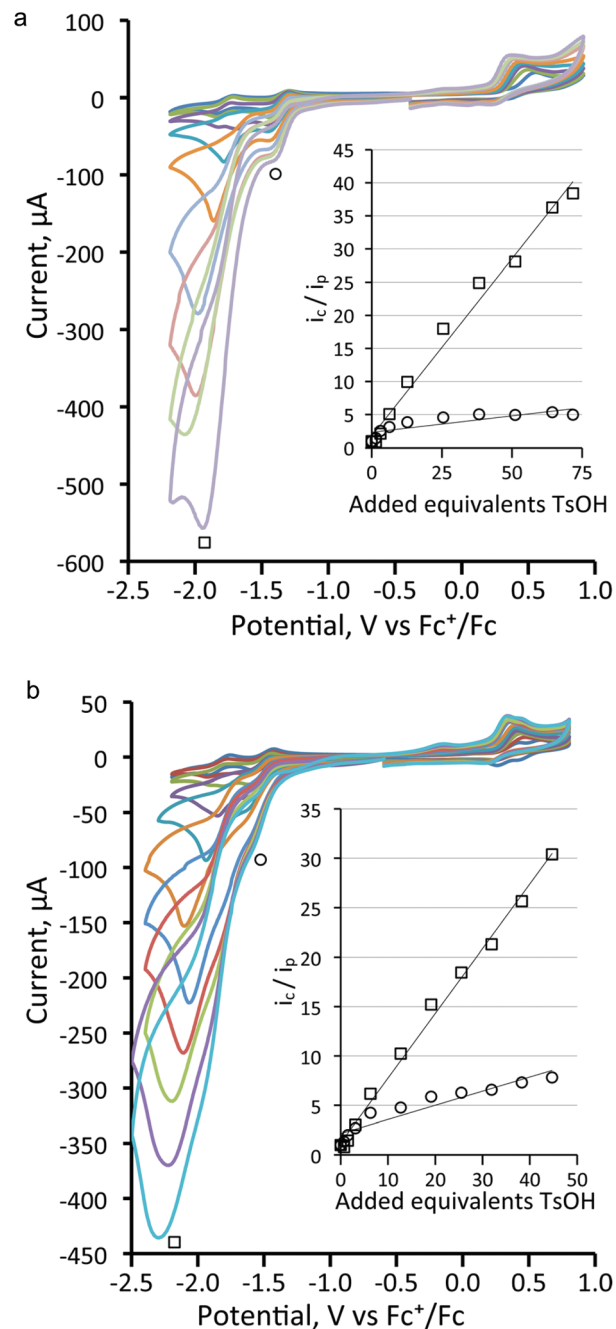 a
100
0
-100
-200
-300
-400
-500
-600
Current, µA
-2.5 -2.0 -1.5 -1.0 -0.5 0.0 0.5 1.0
Potential, V vs Fc⁺/Fc
45
40
35
30
25
20
15
10
5
0
i_c / i_p
0 25 50 75
Added equivalents TsOH
b
50
0
-50
-100
-150
-200
-250
-300
-350
-400
-450
Current, µA
-2.5 -2.0 -1.5 -1.0 -0.5 0.0 0.5 1.0
Potential, V vs Fc⁺/Fc
35
30
25
20
15
10
5
0
i_c / i_p
0 10 20 30 40 50
Added equivalents TsOH